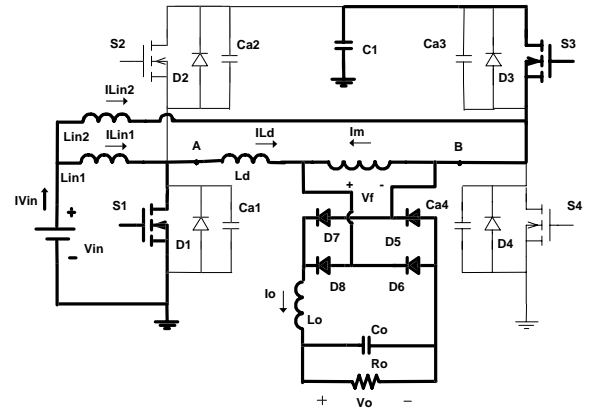 S2
Ca2
D2
C1
Ca3
D3
S3
ILin2
Lin2
ILin1
Lin1
A
ILd
Ld
Im
B
+
-
Vf
IVin
+
Vin
-
S1
D1
Ca1
D7
D5
Ca4
D4
S4
D8
D6
Io
Lo
Co
Ro
+
Vo
-